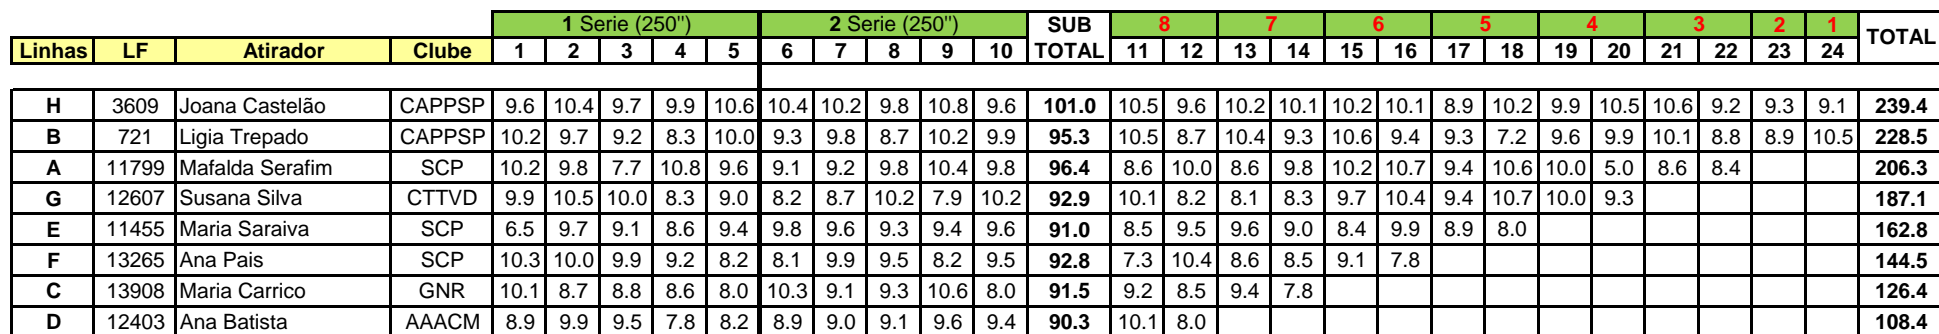 1 Serie (250") 2 Serie (250") SUB 8 7 6 5 4 3 2 1 TOTAL
Linhas LF Atirador Clube 1 2 3 4 5 6 7 8 9 10 TOTAL 11 12 13 14 15 16 17 18 19 20 21 22 23 24
H 3609 Joana Castelão CAPPSP 9.6 10.4 9.7 9.9 10.6 10.4 10.2 9.8 10.8 9.6 101.0 10.5 9.6 10.2 10.1 10.2 10.1 8.9 10.2 9.9 10.5 10.6 9.2 9.3 9.1 239.4
B 721 Ligia Trepado CAPPSP 10.2 9.7 9.2 8.3 10.0 9.3 9.8 8.7 10.2 9.9 95.3 10.5 8.7 10.4 9.3 10.6 9.4 9.3 7.2 9.6 9.9 10.1 8.8 8.9 10.5 228.5
A 11799 Mafalda Serafim SCP 10.2 9.8 7.7 10.8 9.6 9.1 9.2 9.8 10.4 9.8 96.4 8.6 10.0 8.6 9.8 10.2 10.7 9.4 10.6 10.0 5.0 8.6 8.4 206.3
G 12607 Susana Silva CTTVD 9.9 10.5 10.0 8.3 9.0 8.2 8.7 10.2 7.9 10.2 92.9 10.1 8.2 8.1 8.3 9.7 10.4 9.4 10.7 10.0 9.3 187.1
E 11455 Maria Saraiva SCP 6.5 9.7 9.1 8.6 9.4 9.8 9.6 9.3 9.4 9.6 91.0 8.5 9.5 9.6 9.0 8.4 9.9 8.9 8.0 162.8
F 13265 Ana Pais SCP 10.3 10.0 9.9 9.2 8.2 8.1 9.9 9.5 8.2 9.5 92.8 7.3 10.4 8.6 8.5 9.1 7.8 144.5
C 13908 Maria Carrico GNR 10.1 8.7 8.8 8.6 8.0 10.3 9.1 9.3 10.6 8.0 91.5 9.2 8.5 9.4 7.8 126.4
D 12403 Ana Batista AAACM 8.9 9.9 9.5 7.8 8.2 8.9 9.0 9.1 9.6 9.4 90.3 10.1 8.0 108.4